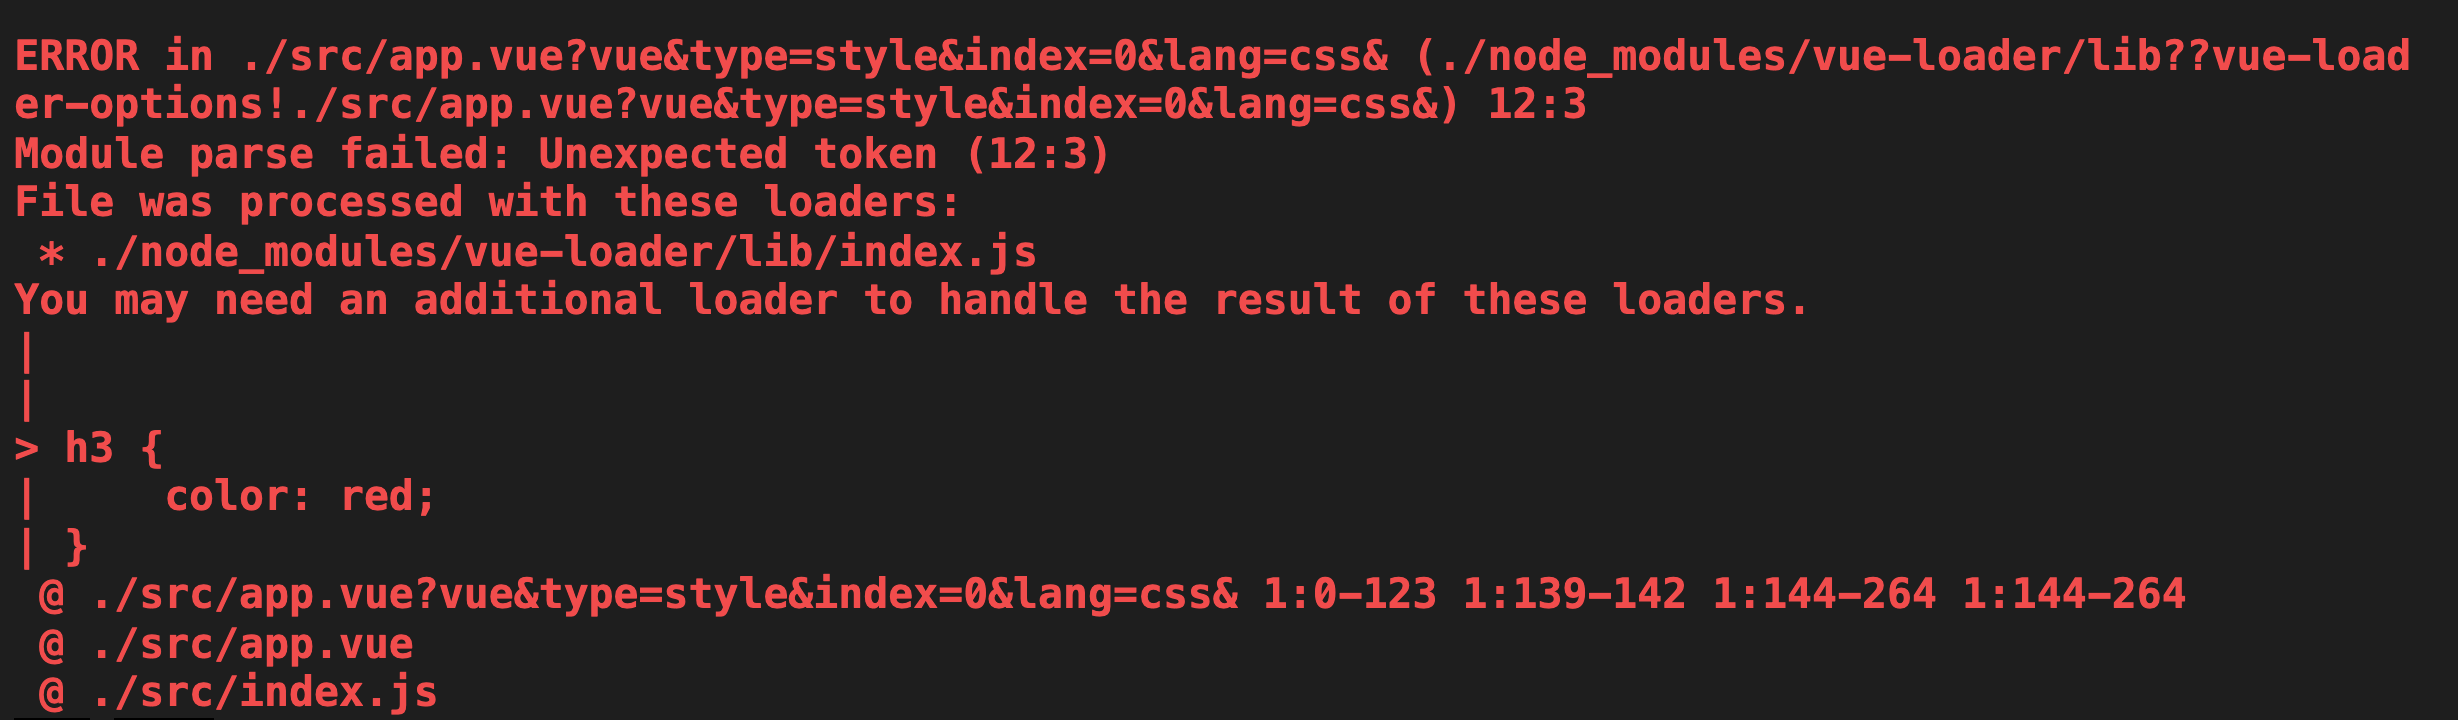 ERROR in ./src/app.vue?vue&type=style&index=0&lang=css& (./node_modules/vue-loader/lib??vue-load
er-options!./src/app.vue?vue&type=style&index=0&lang=css&) 12:3
Module parse failed: Unexpected token (12:3)
File was processed with these loaders:
 * ./node_modules/vue-loader/lib/index.js
You may need an additional loader to handle the result of these loaders.
|
|
> h3 {
|     color: red;
| }
 @ ./src/app.vue?vue&type=style&index=0&lang=css& 1:0-123 1:139-142 1:144-264 1:144-264
 @ ./src/app.vue
 @ ./src/index.js